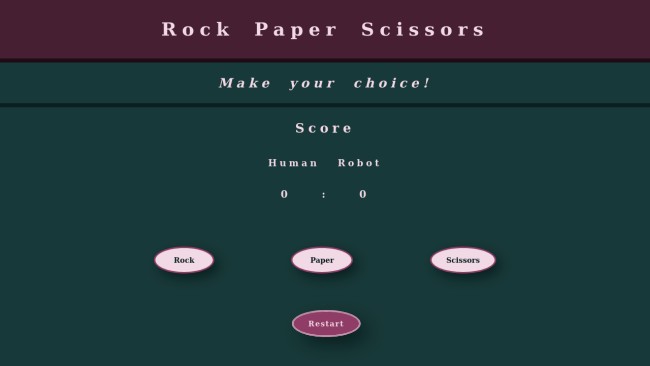 Rock Paper Scissors
Make your choice!
Score
Human Robot
0 : 0
Rock Paper Scissors
Restart